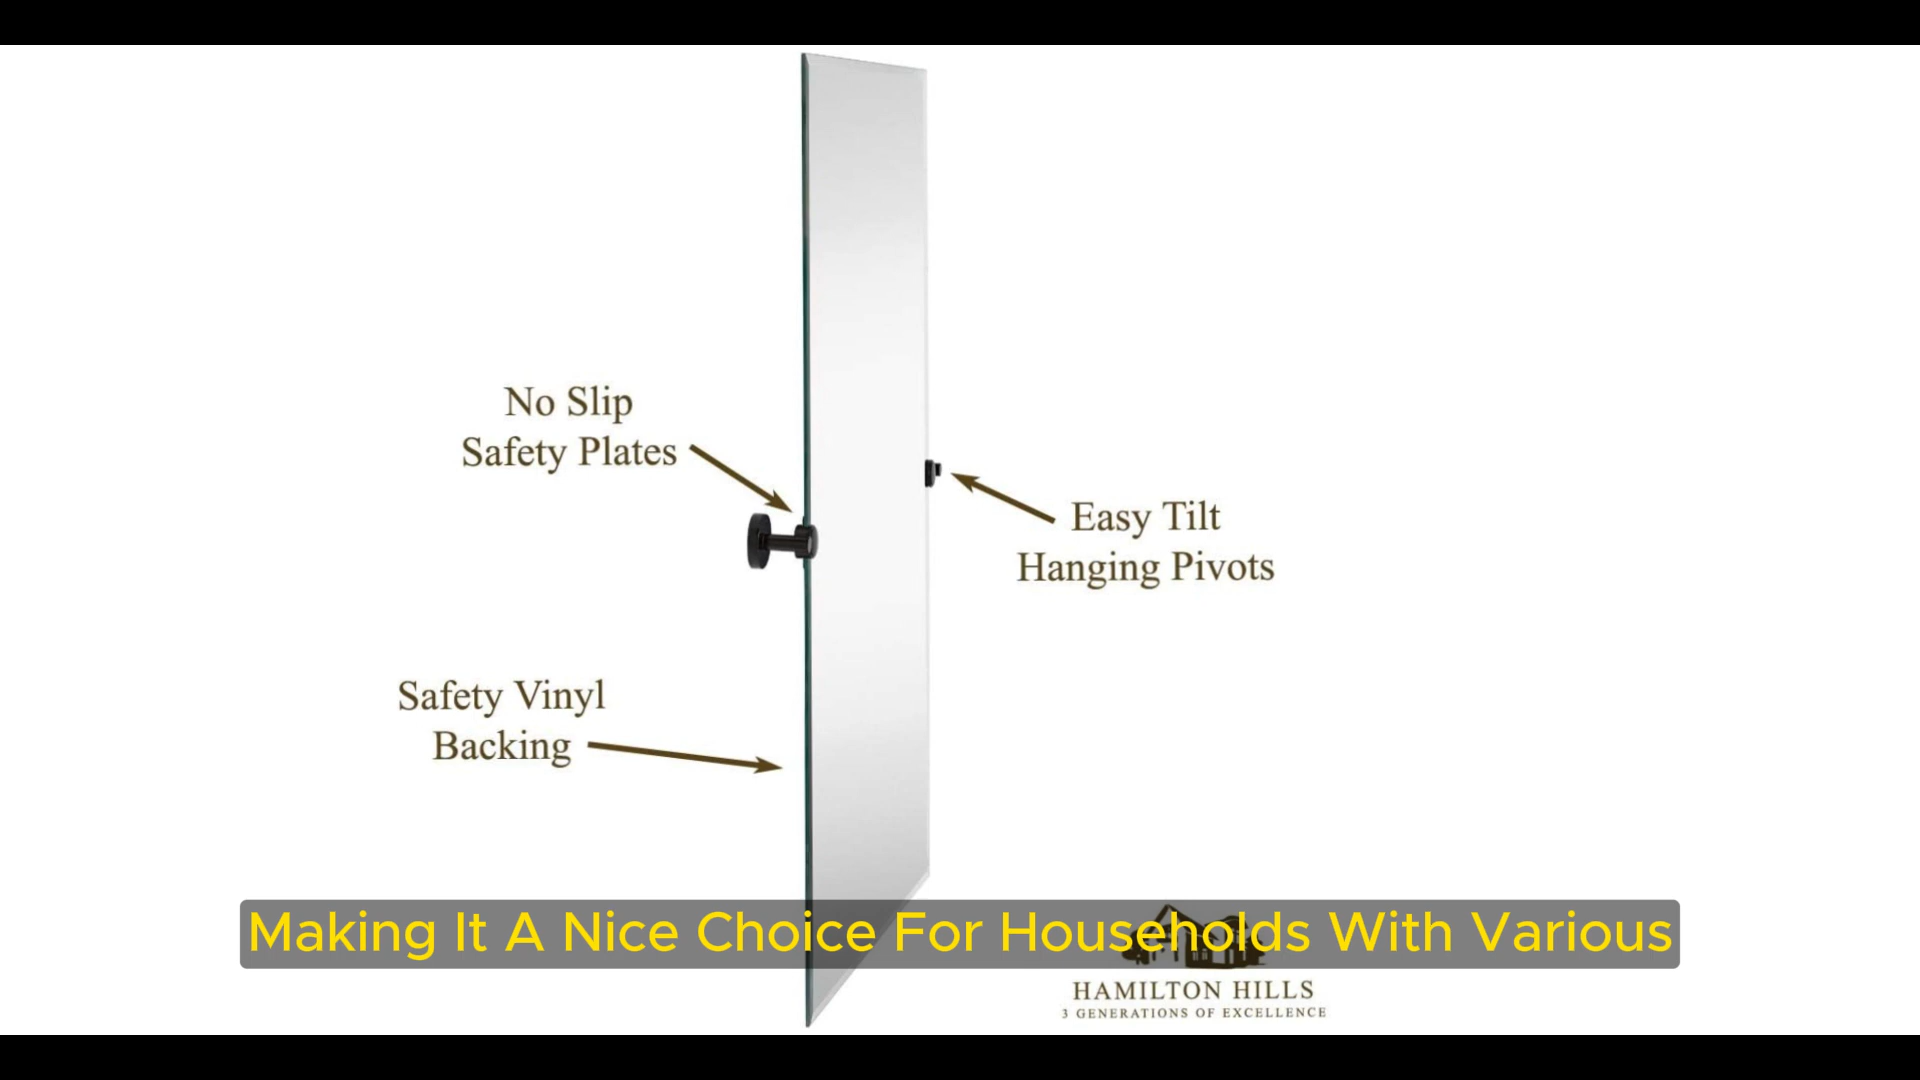 No Slip
Safety Plates
Easy Tilt
Hanging Pivots
Safety Vinyl
Backing
Making It A Nice Choice For Households With Various
HAMILTON HILLS
3 GENERATIONS OF EXCELLENCE